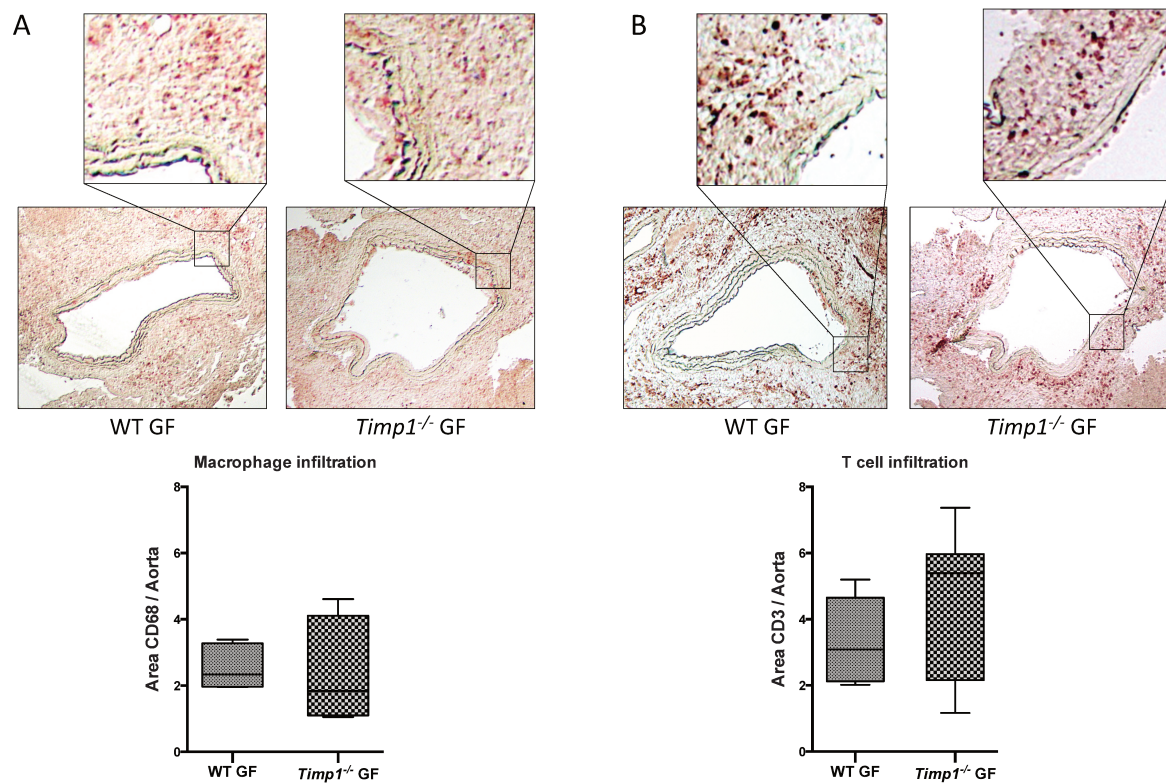 A
B
WT GF
Timp1-/- GF
WT GF
Timp1-/- GF
Macrophage infiltration
8
6
4
2
0
Area CD68 / Aorta
WT GF
Timp1-/- GF
T cell infiltration
8
6
4
2
0
Area CD3 / Aorta
WT GF
Timp1-/- GF